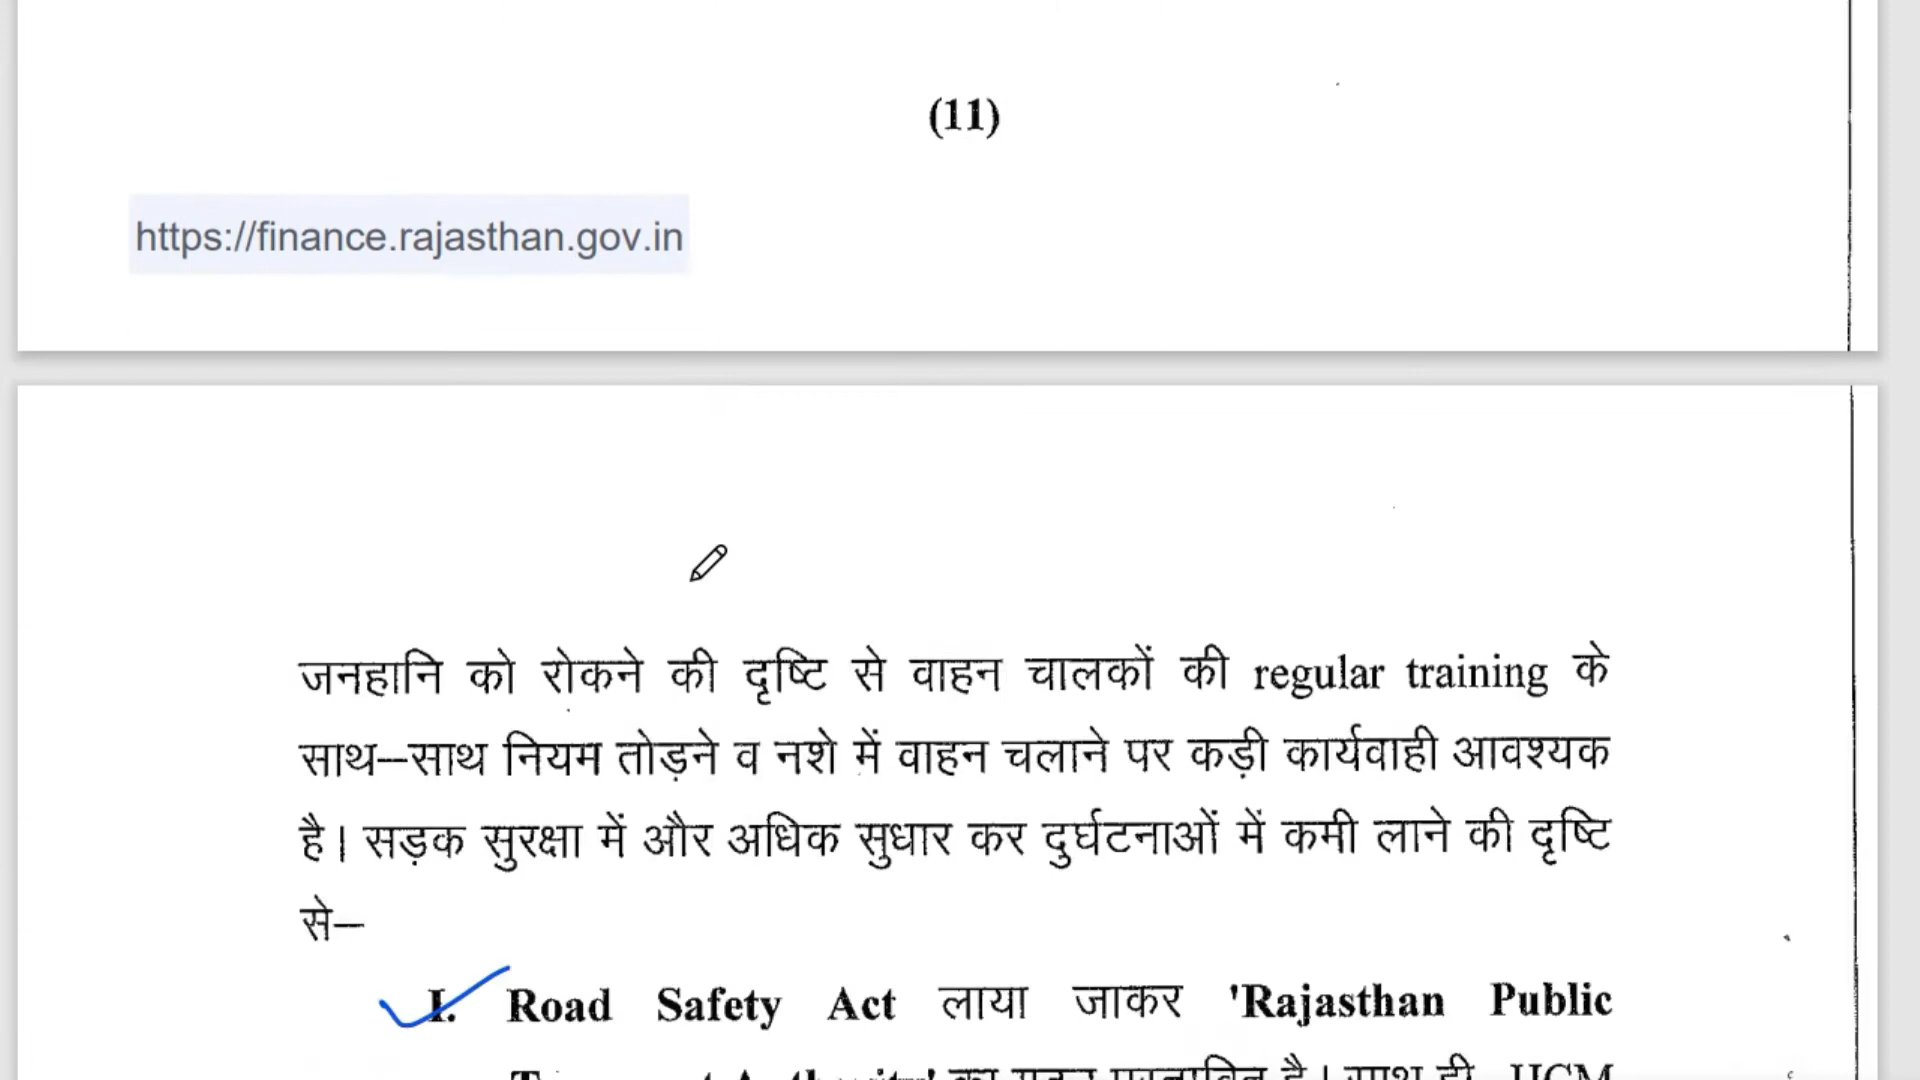 (11)
https://finance.rajasthan.gov.in
जनहानि को रोकने की दृष्टि से वाहन चालकों की regular training के
साथ–साथ नियम तोड़ने व नशे में वाहन चलाने पर कड़ी कार्यवाही आवश्यक
है। सड़क सुरक्षा में और अधिक सुधार कर दुर्घटनाओं में कमी लाने की दृष्टि
से–
I. Road Safety Act लाया जाकर 'Rajasthan Public